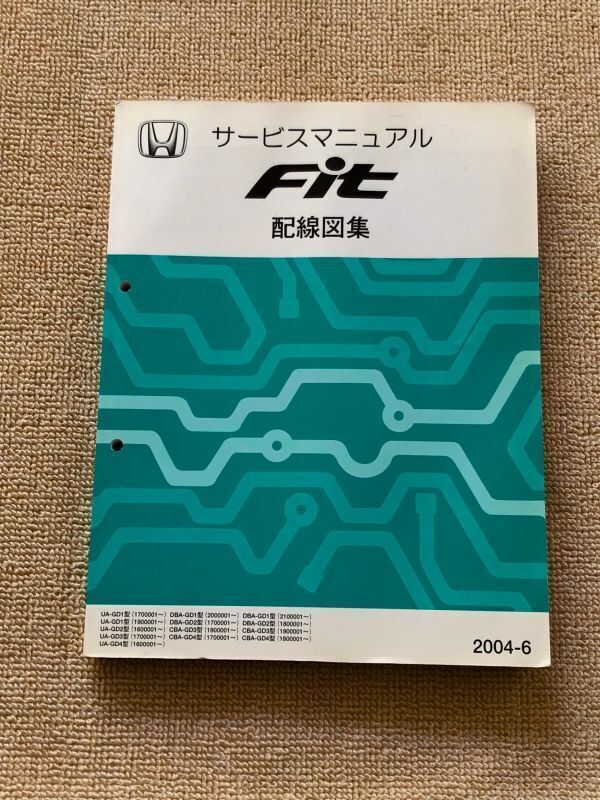 サービスマニュアル
Fit
配線図集
UA-GD1型 (1700001～) DBA-GD1型 (2000001～) DBA-GD1型 (2100001～)
UA-GD1型 (1900001～) DBA-GD2型 (1700001～) DBA-GD2型 (1800001～)
UA-GD2型 (1600001～) CBA-GD3型 (1800001～) CBA-GD3型 (1900001～)
UA-GD3型 (1700001～) CBA-GD4型 (1700001～) CBA-GD4型 (1800001～)
UA-GD4型 (1600001～)
2004-6